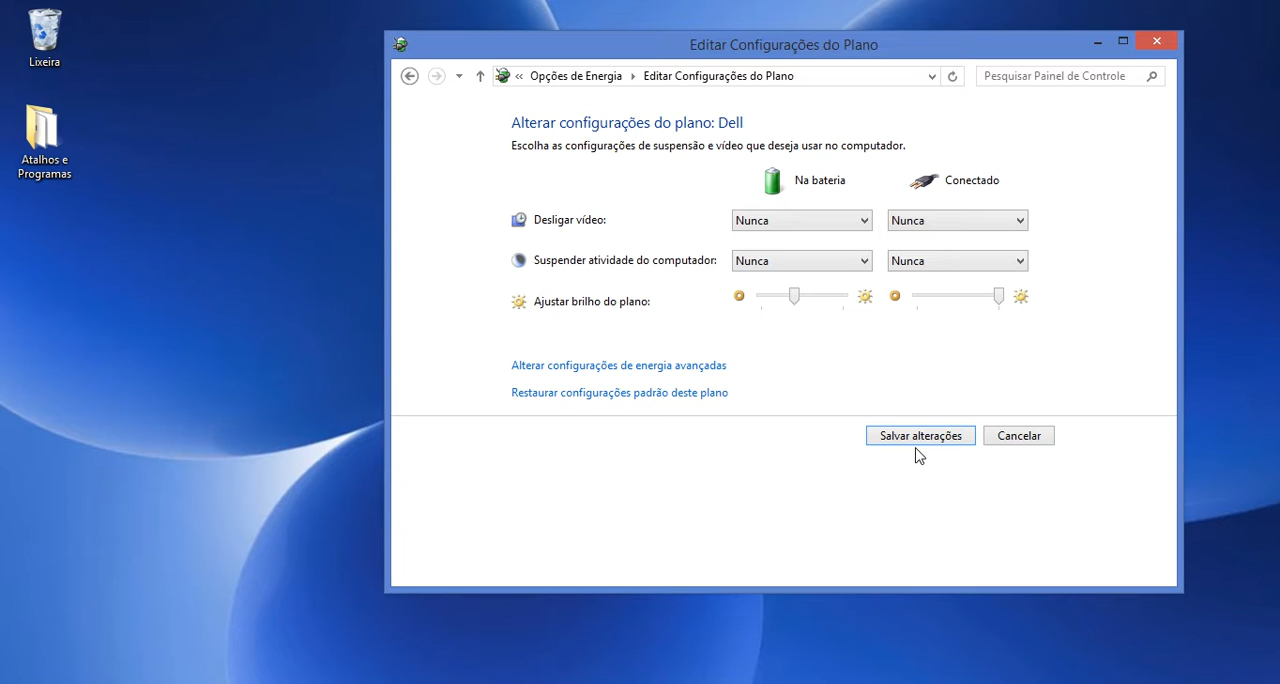 Lixeira
Atalhos e
Programas
Editar Configurações do Plano
« Opções de Energia Editar Configurações do Plano
Pesquisar Painel de Controle
Alterar configurações do plano: Dell
Escolha as configurações de suspensão e vídeo que deseja usar no computador.
Na bateria Conectado
Desligar vídeo: Nunca Nunca
Suspender atividade do computador: Nunca Nunca
Ajustar brilho do plano:
Alterar configurações de energia avançadas
Restaurar configurações padrão deste plano
Salvar alterações Cancelar